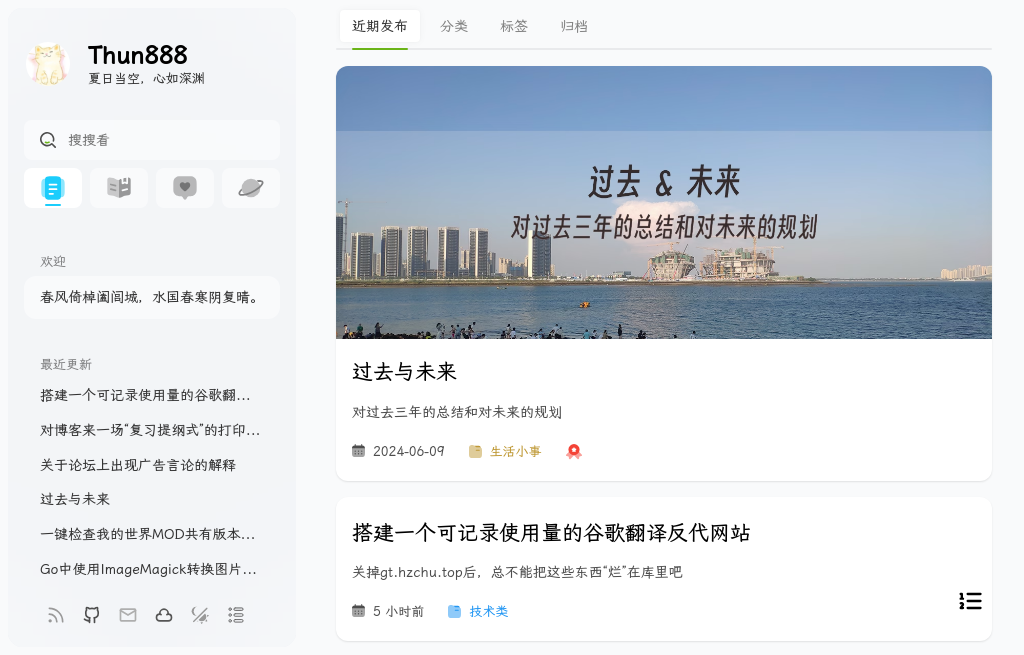 Thun888
夏日当空，心如深渊
搜搜看
欢迎
春风倚棹阖闾城，水国春寒阴复晴。
最近更新
搭建一个可记录使用量的谷歌翻...
对博客来一场“复习提纲式”的打印...
关于论坛上出现广告言论的解释
过去与未来
一键检查我的世界MOD共有版本...
Go中使用ImageMagick转换图片...
近期发布 分类 标签 归档
过去 & 未来
对过去三年的总结和对未来的规划
过去与未来
对过去三年的总结和对未来的规划
2024-06-09 生活小事
搭建一个可记录使用量的谷歌翻译反代网站
关掉gt.hzchu.top后，总不能把这些东西“烂”在库里吧
5 小时前 技术类